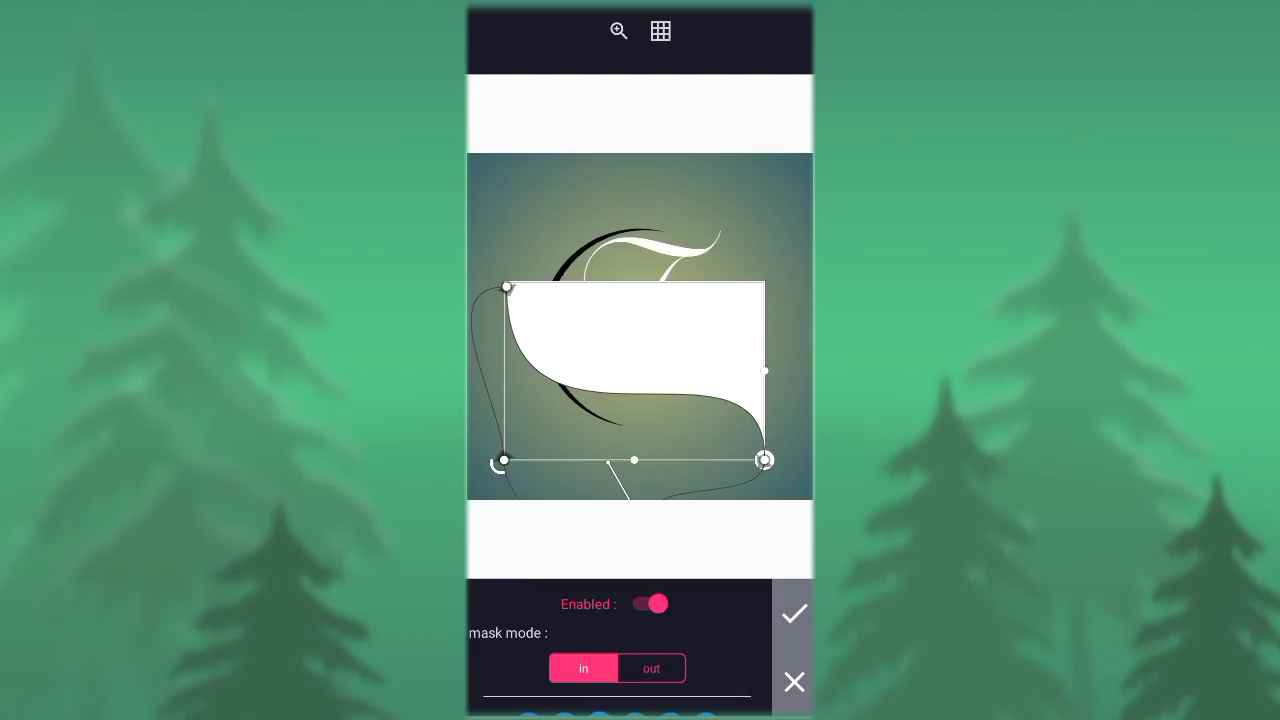 Enabled :
mask mode :
in
out